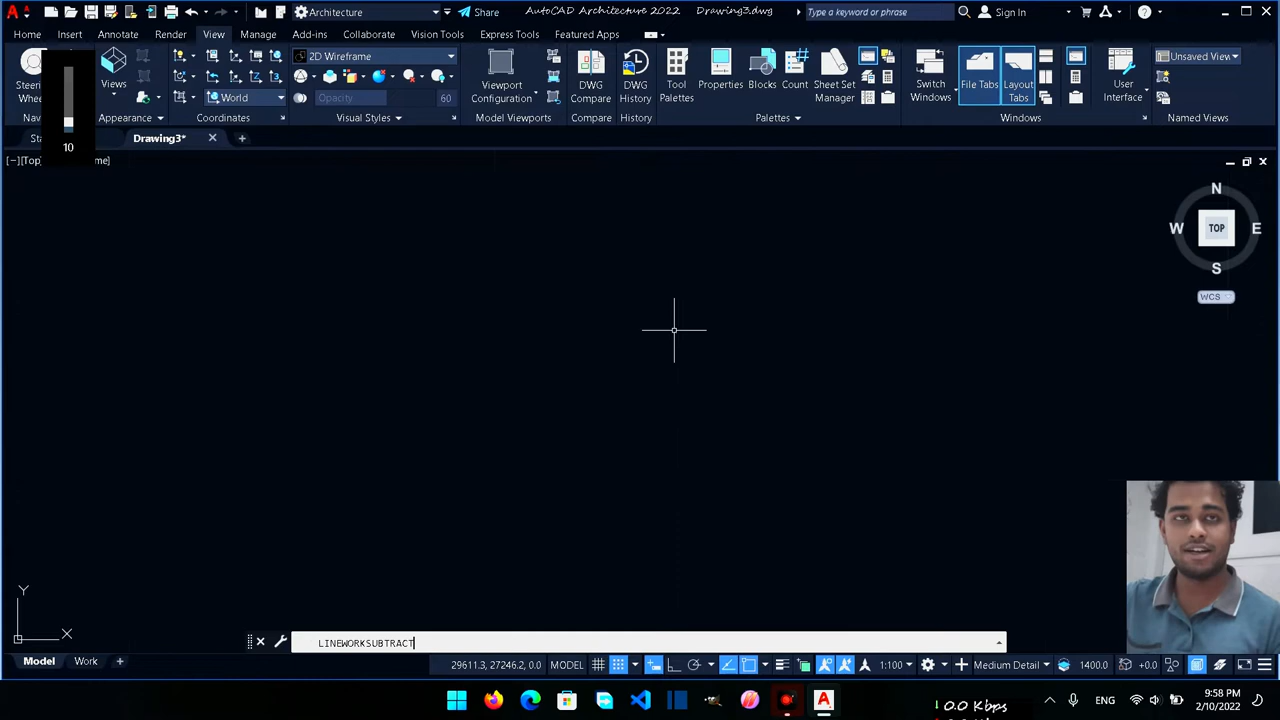 Architecture
Share
AutoCAD Architecture 2022 Drawing3.dwg
Type a keyword or phrase
Sign In
Home Insert Annotate Render View Manage Add-ins Collaborate Vision Tools Express Tools Featured Apps
Views
2D Wireframe
World
Opacity 60
Viewport
Configuration
DWG
Compare
DWG
History
Tool
Palettes
Properties
Blocks
Count
Sheet Set
Manager
Switch
Windows
File Tabs
Layout
Tabs
User
Interface
Unsaved View
Appearance
Coordinates
Visual Styles
Model Viewports
Compare
History
Palettes
Windows
Named Views
Drawing3*
10
[−][Top]
N
W TOP E
S
WCS
Y
X
LINEWORKSUBTRACT
Model Work
29611.3, 27246.2, 0.0 MODEL
1:100
Medium Detail
1400.0
+0.0
0.0 Kbps
ENG
9:58 PM
2/10/2022